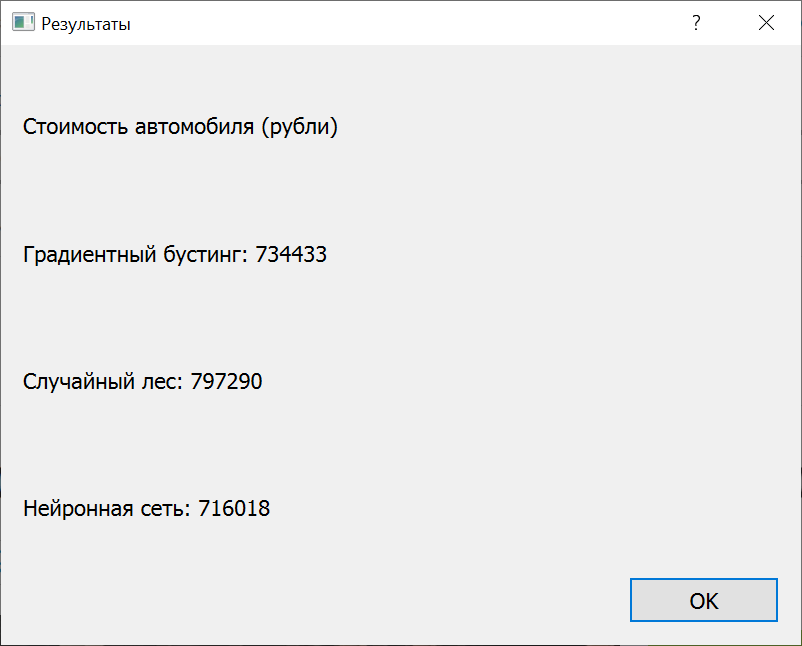 Результаты
Стоимость автомобиля (рубли)
Градиентный бустинг: 734433
Случайный лес: 797290
Нейронная сеть: 716018
OK